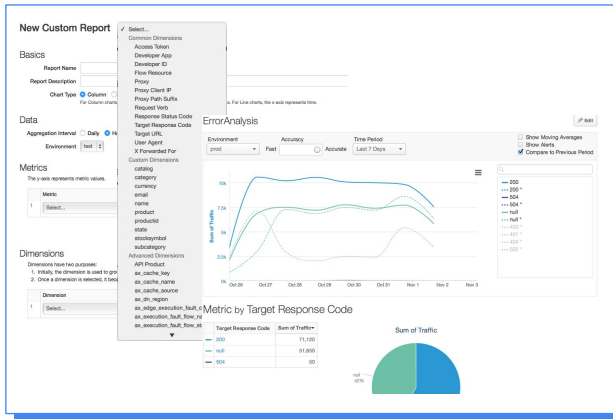 New Custom Report
Basics
Report Name
Report Description
Chart Type Column
For Column charts
s. For Line charts, the x-axis represents time.
Data
Aggregation Interval Daily
Environment test
Metrics
The y-axis represents metric values.
Metric
1 Select...
Dimensions
Dimensions have two purposes:
1. Initially, the dimension is used to
2. Once a dimension is selected, it
Dimension
1 Select...
✓ Select...
Common Dimensions
Access Token
Developer App
Developer ID
Flow Resource
Proxy
Proxy Client IP
Proxy Path Suffix
Request Verb
Response Status Code
Target Response Code
Target URL
User Agent
X Forwarded For
Custom Dimensions
catalog
category
currency
email
name
product
productid
state
stocksymbol
subcategory
Advanced Dimensions
API Product
ax_cache_key
ax_cache_name
ax_cache_source
ax_dn_region
ax_edge_execution_fault_c
ax_execution_fault_flow_na
ax_execution_fault_flow_st
ErrorAnalysis
Edit
Environment
prod
Accuracy
Fast Accurate
Time Period
Last 7 Days
Show Moving Averages
Show Alerts
Compare to Previous Period
Sum of Traffic
10k
7.5k
5k
2.5k
0k
Oct 26 Oct 27 Oct 28 Oct 29 Oct 30 Oct 31 Nov 1 Nov 2 Nov 3
200
200 *
504
504 *
null
null *
Metric by Target Response Code
Target Response Code Sum of Traffic
200 71,120
null 51,650
504 50
Sum of Traffic
null
42%